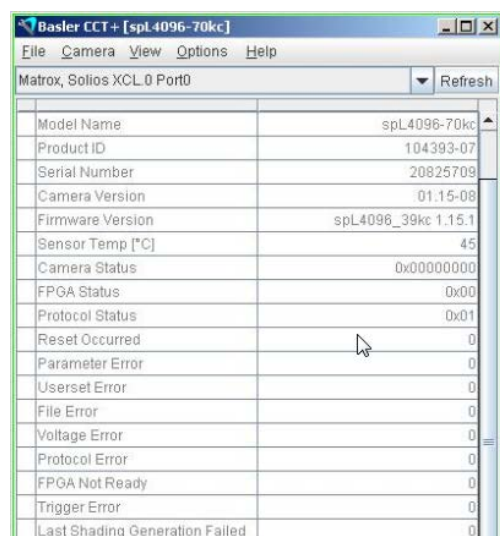 Basler CCT+ [spL4096-70kc]
File Camera View Options Help
Matrox, Solios XCL.0 Port0 Refresh
Model Name spL4096-70kc
Product ID 104393-07
Serial Number 20825709
Camera Version 01.15-08
Firmware Version spL4096_39kc 1.15.1
Sensor Temp [°C] 45
Camera Status 0x00000000
FPGA Status 0x00
Protocol Status 0x01
Reset Occurred 0
Parameter Error 0
Userset Error 0
File Error 0
Voltage Error 0
Protocol Error 0
FPGA Not Ready 0
Trigger Error 0
Last Shading Generation Failed 0